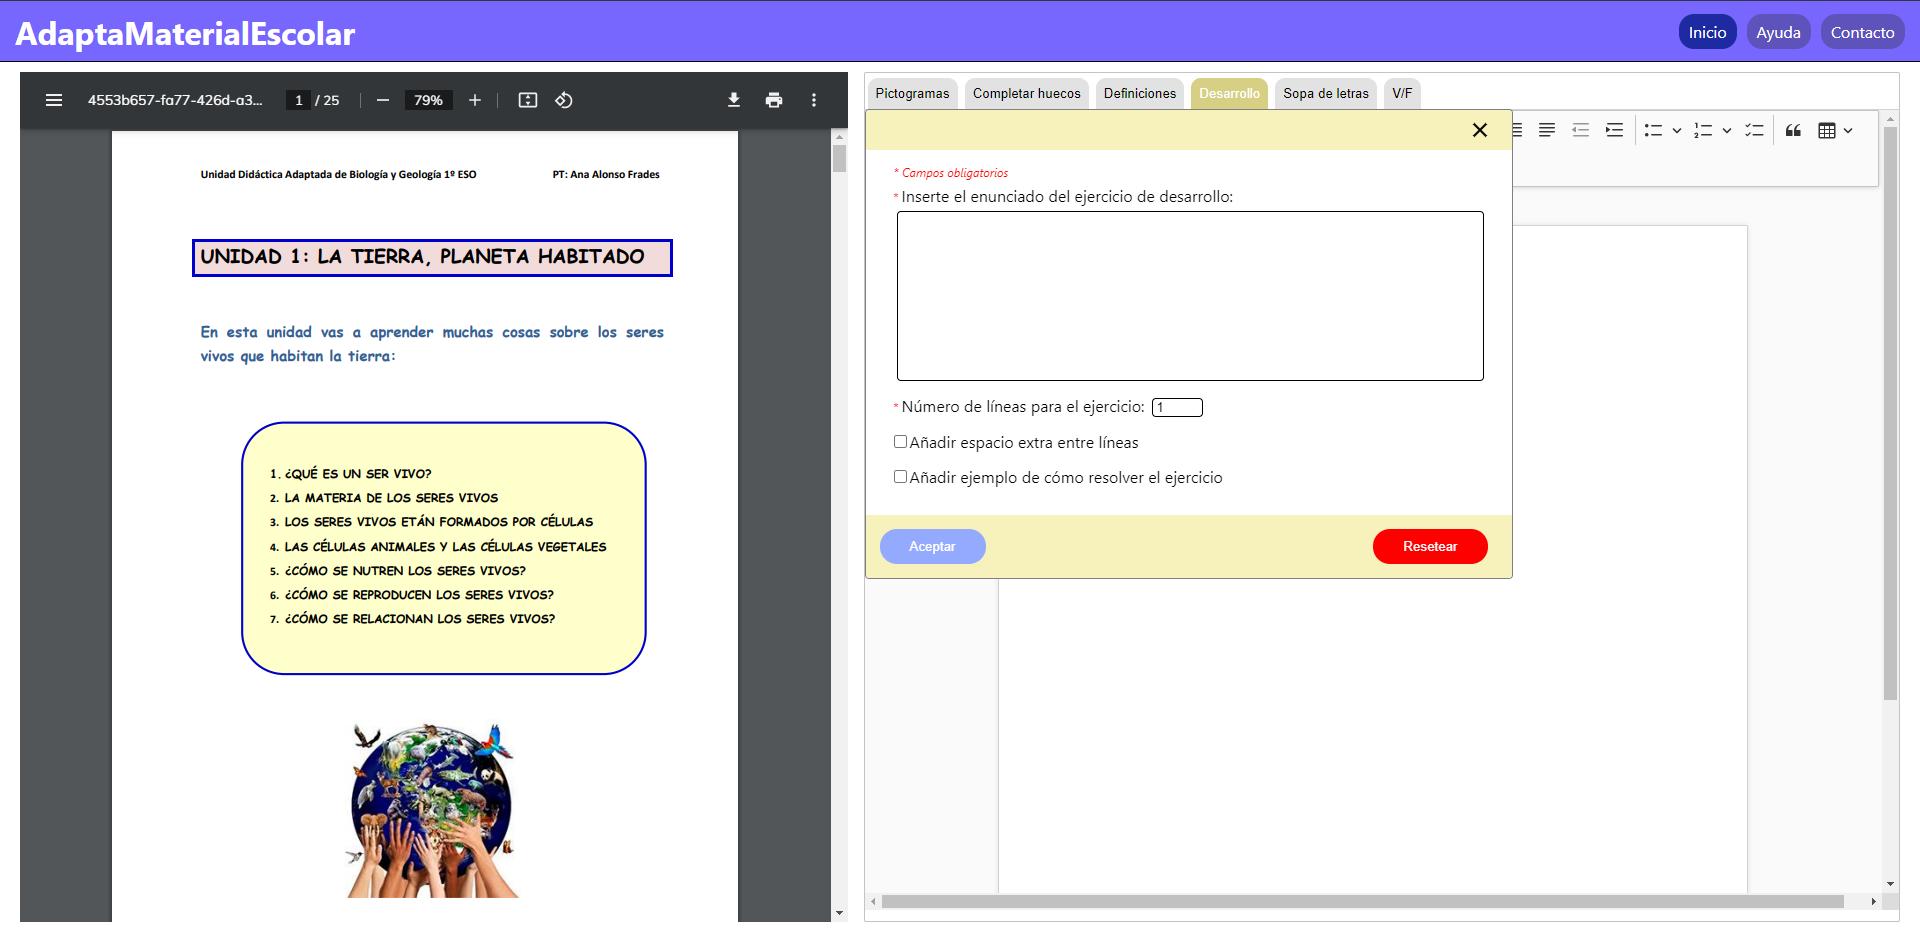 AdaptaMaterialEscolar
Inicio
Ayuda
Contacto
4553b657-fa77-426d-a3...
1 / 25
79%
Unidad Didáctica Adaptada de Biología y Geología 1º ESO
PT: Ana Alonso Frades
UNIDAD 1: LA TIERRA, PLANETA HABITADO
En esta unidad vas a aprender muchas cosas sobre los seres
vivos que habitan la tierra:
1. ¿QUÉ ES UN SER VIVO?
2. LA MATERIA DE LOS SERES VIVOS
3. LOS SERES VIVOS ETÁN FORMADOS POR CÉLULAS
4. LAS CÉLULAS ANIMALES Y LAS CÉLULAS VEGETALES
5. ¿CÓMO SE NUTREN LOS SERES VIVOS?
6. ¿CÓMO SE REPRODUCEN LOS SERES VIVOS?
7. ¿CÓMO SE RELACIONAN LOS SERES VIVOS?
Pictogramas
Completar huecos
Definiciones
Desarrollo
Sopa de letras
V/F
* Campos obligatorios
* Inserte el enunciado del ejercicio de desarrollo:
* Número de líneas para el ejercicio: 1
Añadir espacio extra entre líneas
Añadir ejemplo de cómo resolver el ejercicio
Aceptar
Resetear